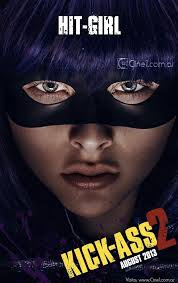 HIT-GIRL
Cine1.com.ar
KICK-ASS 2
AUGUST 2013
Visita: www.Cine1.com.ar